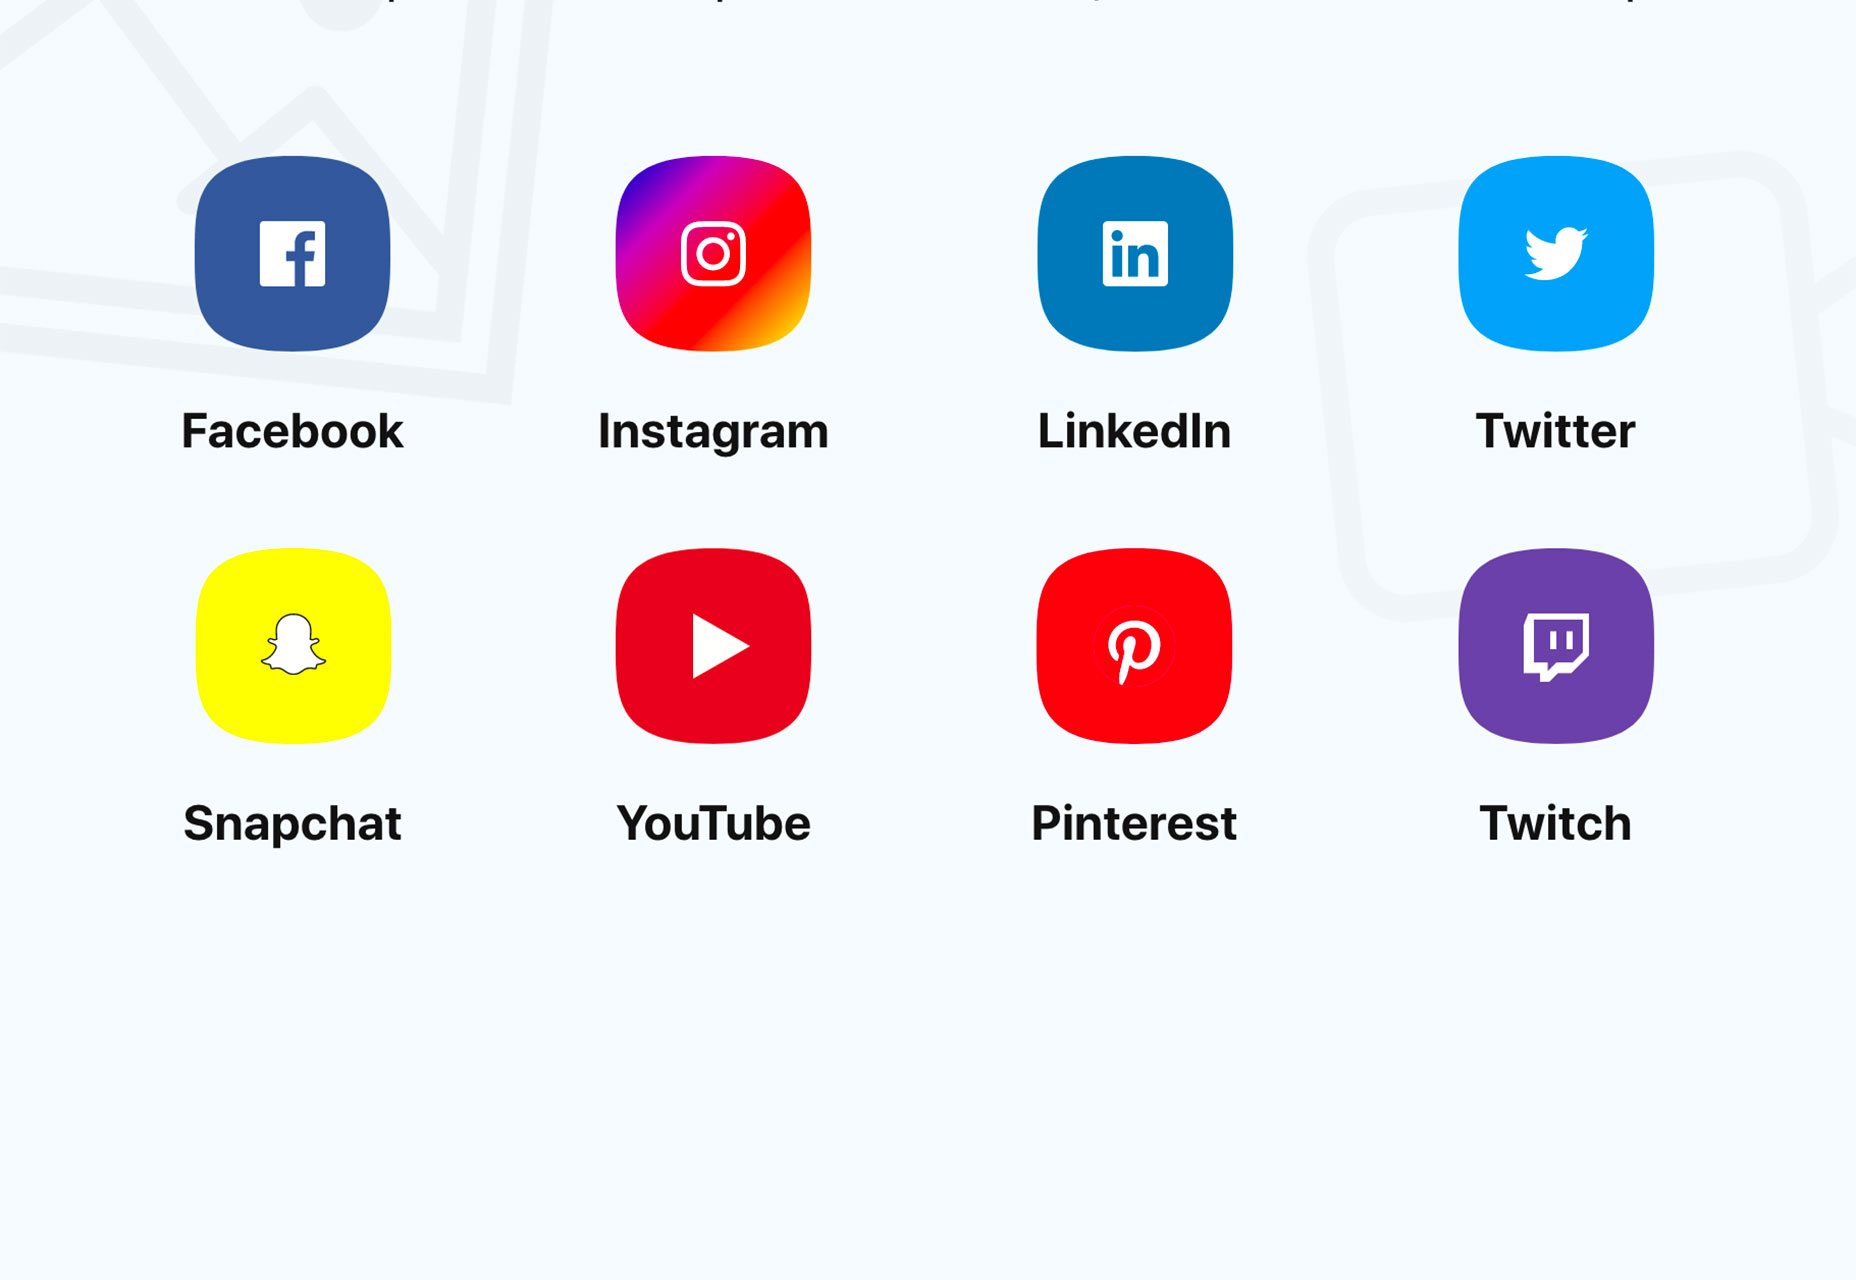 Facebook
Instagram
LinkedIn
Twitter
Snapchat
YouTube
Pinterest
Twitch